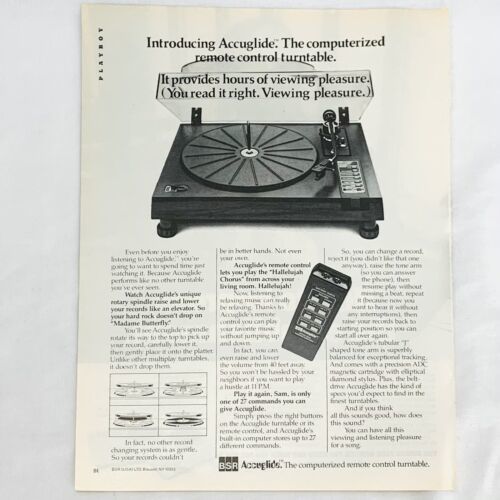 PLAYBOY
Introducing Accuglide.™ The computerized
remote control turntable.
It provides hours of viewing pleasure.
(You read it right. Viewing pleasure.)
Even before you enjoy
listening to Accuglide,™ you're
going to want to spend time just
watching it. Because Accuglide
performs like no other turntable
you've ever seen.
Watch Accuglide's unique
rotary spindle raise and lower
your records like an elevator. So
your hard rock doesn't drop on
"Madame Butterfly."
You'll see Accuglide's spindle
rotate its way to the top to pick up
your record, carefully lower it,
then gently place it onto the platter.
Unlike other multiplay turntables,
it doesn't drop them.
In fact, no other record
changing system is as gentle.
So your records couldn't
be in better hands. Not even
your own.
Accuglide's remote control
lets you play the "Hallelujah
Chorus" from across your
living room. Hallelujah!
Now, listening to
relaxing music can really
be relaxing. Thanks to
Accuglide's remote
control you can play
your favorite music
without jumping up
and down.
In fact, you can
even raise and lower
the volume from 40 feet away.
So you won't be hassled by your
neighbors if you want to play
a hustle at 11 P.M.
Play it again, Sam, is only
one of 27 commands you can
give Accuglide.
Simply press the right buttons
on the Accuglide turntable or its
remote control, and Accuglide's
built-in computer stores up to 27
different commands.
So, you can change a record,
reject it (you didn't like that one
anyway), raise the tone arm
(so you can answer
the phone), then
resume play without
missing a beat, repeat
it (because now you
want to hear it without
any interruptions), then
raise your records back to
starting position so you can
start all over again.
Accuglide's tubular "J"
shaped tone arm is superbly
balanced for exceptional tracking.
And comes with a precision ADC
magnetic cartridge with elliptical
diamond stylus. Plus, the belt-
drive Accuglide has the kind of
specs you'd expect to find in the
finest turntables.
And if you think
all this sounds good, how does
this sound?
You can have all this
viewing and listening pleasure
for a song.
BSR Accuglide.™ The computerized remote control turntable.
BSR (USA) LTD. Blauvelt, NY 10913